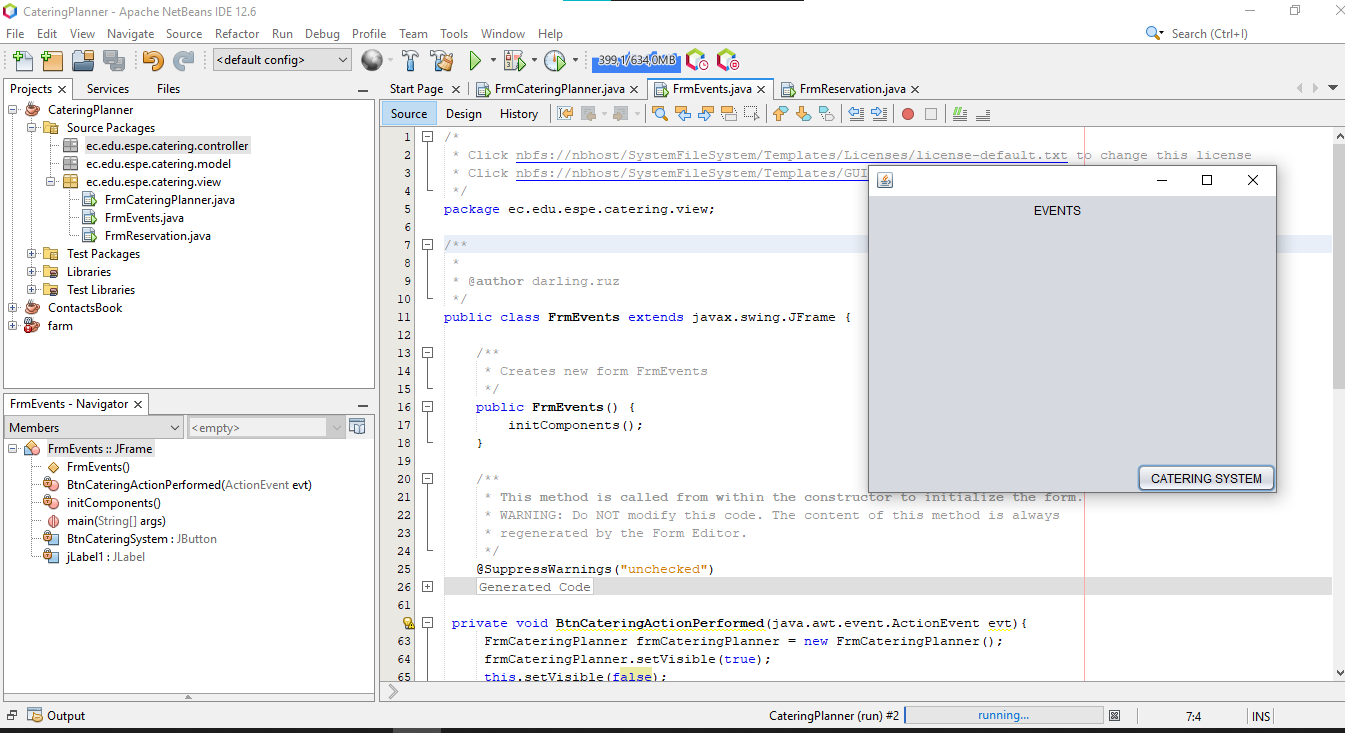 CateringPlanner - Apache NetBeans IDE 12.6
File Edit View Navigate Source Refactor Run Debug Profile Team Tools Window Help
Search (Ctrl+I)
<default config>
399,1/634,0MB
Projects Services Files
CateringPlanner
Source Packages
ec.edu.espe.catering.controller
ec.edu.espe.catering.model
ec.edu.espe.catering.view
FrmCateringPlanner.java
FrmEvents.java
FrmReservation.java
Test Packages
Libraries
Test Libraries
ContactsBook
farm
FrmEvents - Navigator
Members <empty>
FrmEvents :: JFrame
FrmEvents()
BtnCateringActionPerformed(ActionEvent evt)
initComponents()
main(String[] args)
BtnCateringSystem : JButton
jLabel1 : JLabel
Start Page FrmCateringPlanner.java FrmEvents.java FrmReservation.java
Source Design History
1 /*
2 * Click nbfs://nbhost/SystemFileSystem/Templates/Licenses/license-default.txt to change this license
3 * Click nbfs://nbhost/SystemFileSystem/Templates/GUI
4 */
5 package ec.edu.espe.catering.view;
6
7 /**
8 *
9 * @author darling.ruz
10 */
11 public class FrmEvents extends javax.swing.JFrame {
12
13 /**
14 * Creates new form FrmEvents
15 */
16 public FrmEvents() {
17 initComponents();
18 }
19
20 /**
21 * This method is called from within the constructor to initialize the form.
22 * WARNING: Do NOT modify this code. The content of this method is always
23 * regenerated by the Form Editor.
24 */
25 @SuppressWarnings("unchecked")
26 Generated Code
61
private void BtnCateringActionPerformed(java.awt.event.ActionEvent evt){
63 FrmCateringPlanner frmCateringPlanner = new FrmCateringPlanner();
64 frmCateringPlanner.setVisible(true);
65 this.setVisible(false);
EVENTS
CATERING SYSTEM
Output
CateringPlanner (run) #2 running... 7:4 INS